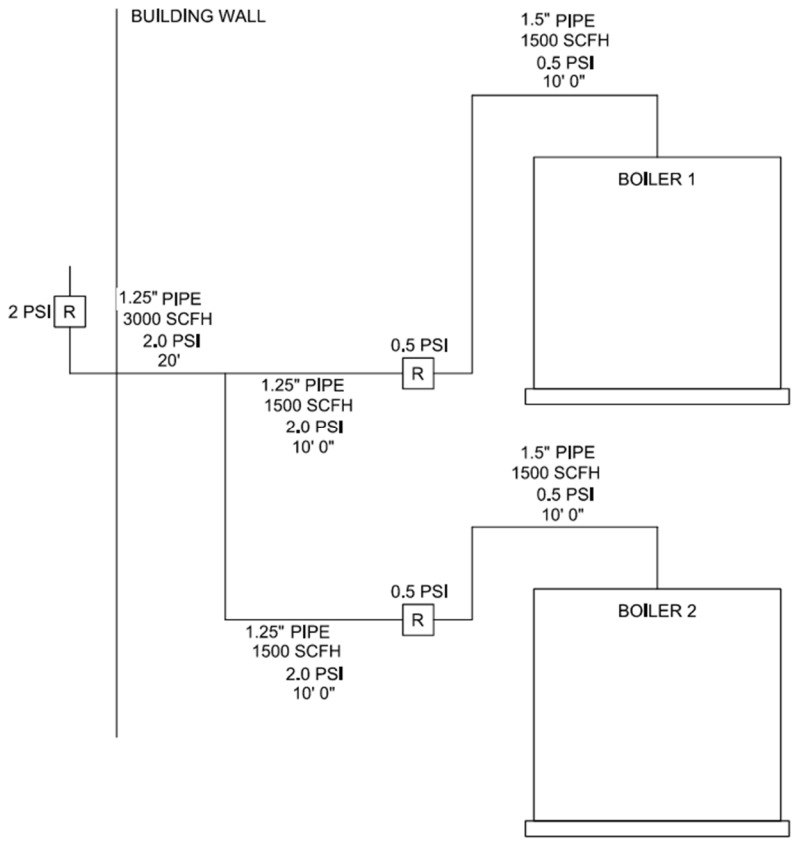 BUILDING WALL
1.5" PIPE
1500 SCFH
0.5 PSI
10' 0"
BOILER 1
2 PSI
R
1.25" PIPE
3000 SCFH
2.0 PSI
20'
0.5 PSI
R
1.25" PIPE
1500 SCFH
2.0 PSI
10' 0"
1.5" PIPE
1500 SCFH
0.5 PSI
10' 0"
0.5 PSI
R
BOILER 2
1.25" PIPE
1500 SCFH
2.0 PSI
10' 0"